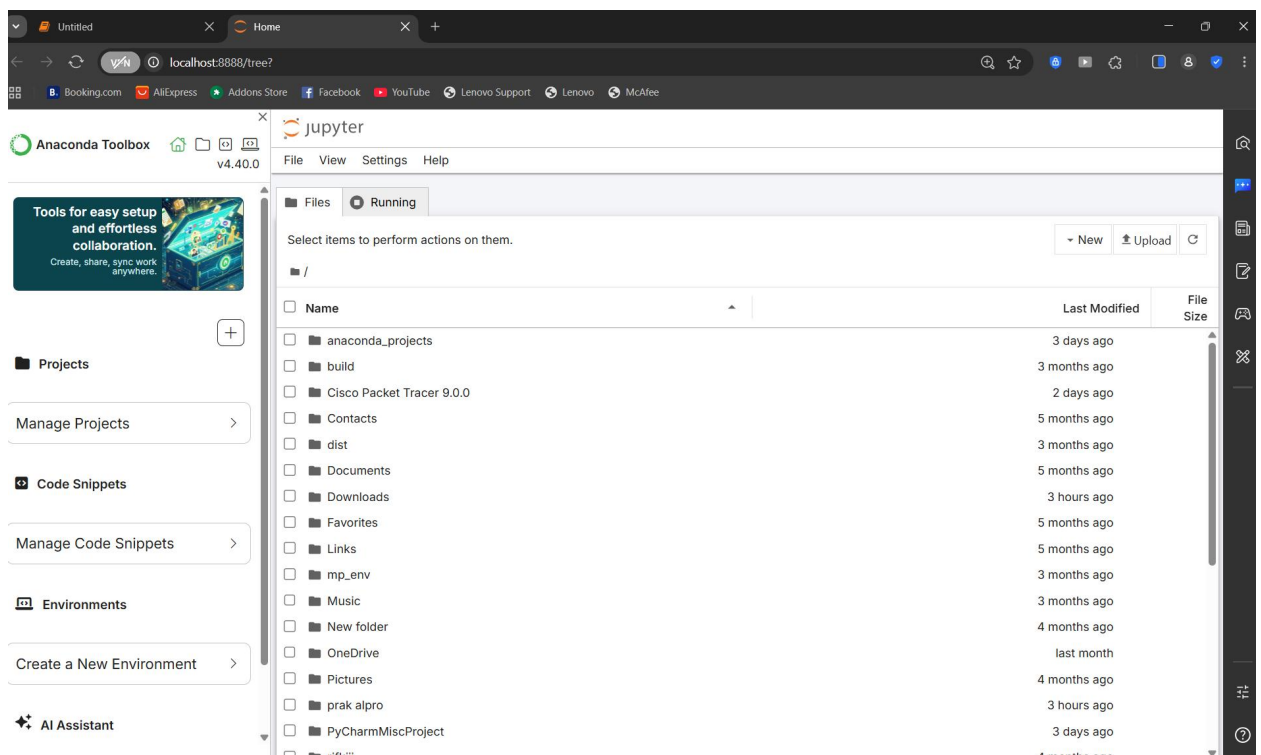 Untitled
Home
V/N
localhost:8888/tree?
B. Booking.com AliExpress Addons Store Facebook YouTube Lenovo Support Lenovo McAfee
Anaconda Toolbox
v4.40.0
Tools for easy setup
and effortless
collaboration.
Create, share, sync work
anywhere.
Projects
Manage Projects
Code Snippets
Manage Code Snippets
Environments
Create a New Environment
AI Assistant
jupyter
File View Settings Help
Files Running
Select items to perform actions on them.
New Upload
/
Name Last Modified File Size
anaconda_projects 3 days ago
build 3 months ago
Cisco Packet Tracer 9.0.0 2 days ago
Contacts 5 months ago
dist 3 months ago
Documents 5 months ago
Downloads 3 hours ago
Favorites 5 months ago
Links 5 months ago
mp_env 3 months ago
Music 3 months ago
New folder 4 months ago
OneDrive last month
Pictures 4 months ago
prak alpro 3 hours ago
PyCharmMiscProject 3 days ago